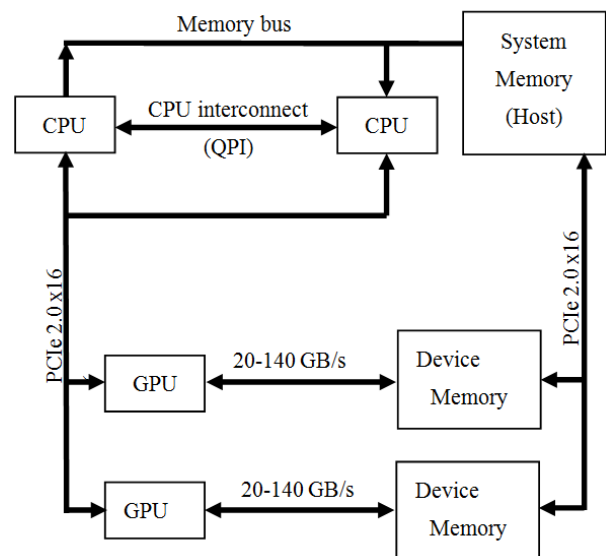 Memory bus
System
Memory
(Host)
CPU
CPU interconnect
(QPI)
CPU
PCIe 2.0 x16
PCIe 2.0 x16
GPU
20-140 GB/s
Device
Memory
GPU
20-140 GB/s
Device
Memory